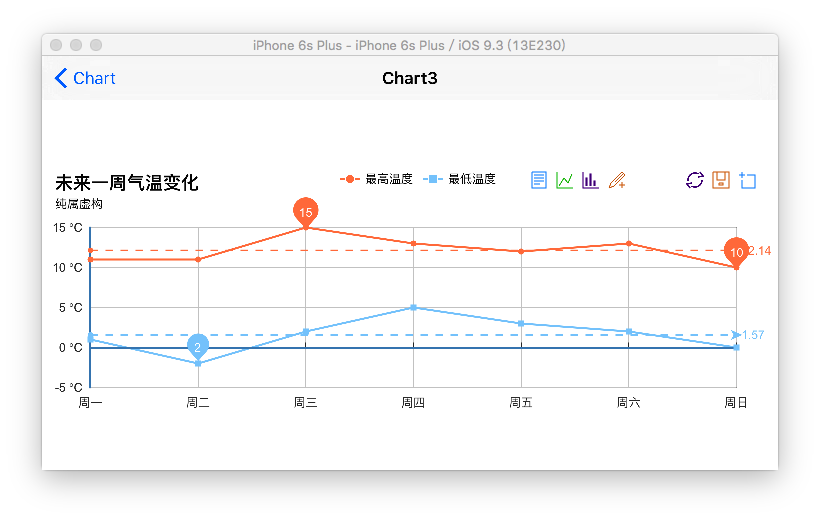 iPhone 6s Plus - iPhone 6s Plus / iOS 9.3 (13E230)
Chart
Chart3
未来一周气温变化
纯属虚构
最高温度
最低温度
15
15 °C
10
2.14
10 °C
5 °C
2
1.57
0 °C
-5 °C
周一
周二
周三
周四
周五
周六
周日